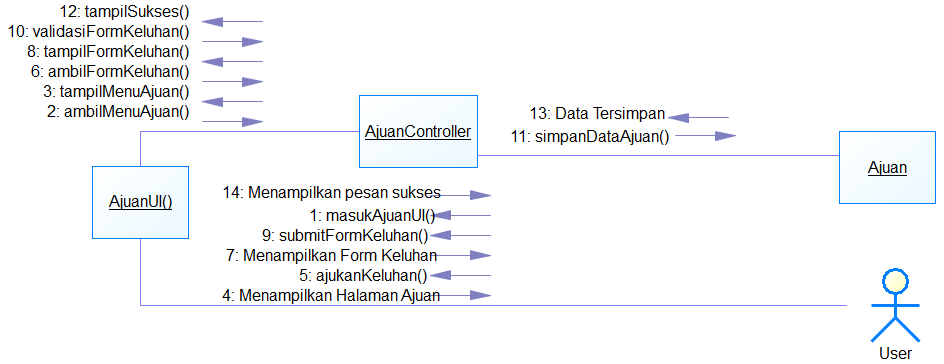 12: tampilSukses()
10: validasiFormKeluhan()
8: tampilFormKeluhan()
6: ambilFormKeluhan()
3: tampilMenuAjuan()
2: ambilMenuAjuan()
AjuanController
13: Data Tersimpan
11: simpanDataAjuan()
Ajuan
AjuanUI()
14: Menampilkan pesan sukses
1: masukAjuanUI()
9: submitFormKeluhan()
7: Menampilkan Form Keluhan
5: ajukanKeluhan()
4: Menampilkan Halaman Ajuan
User